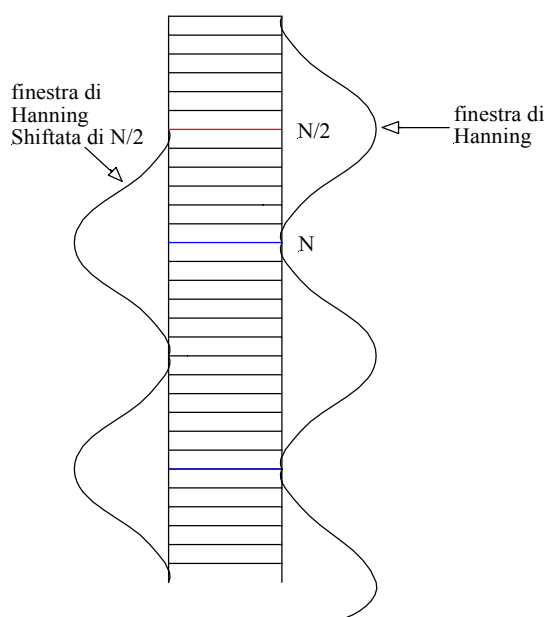 finestra di
Hanning
Shiftata di N/2
N/2
finestra di
Hanning
N